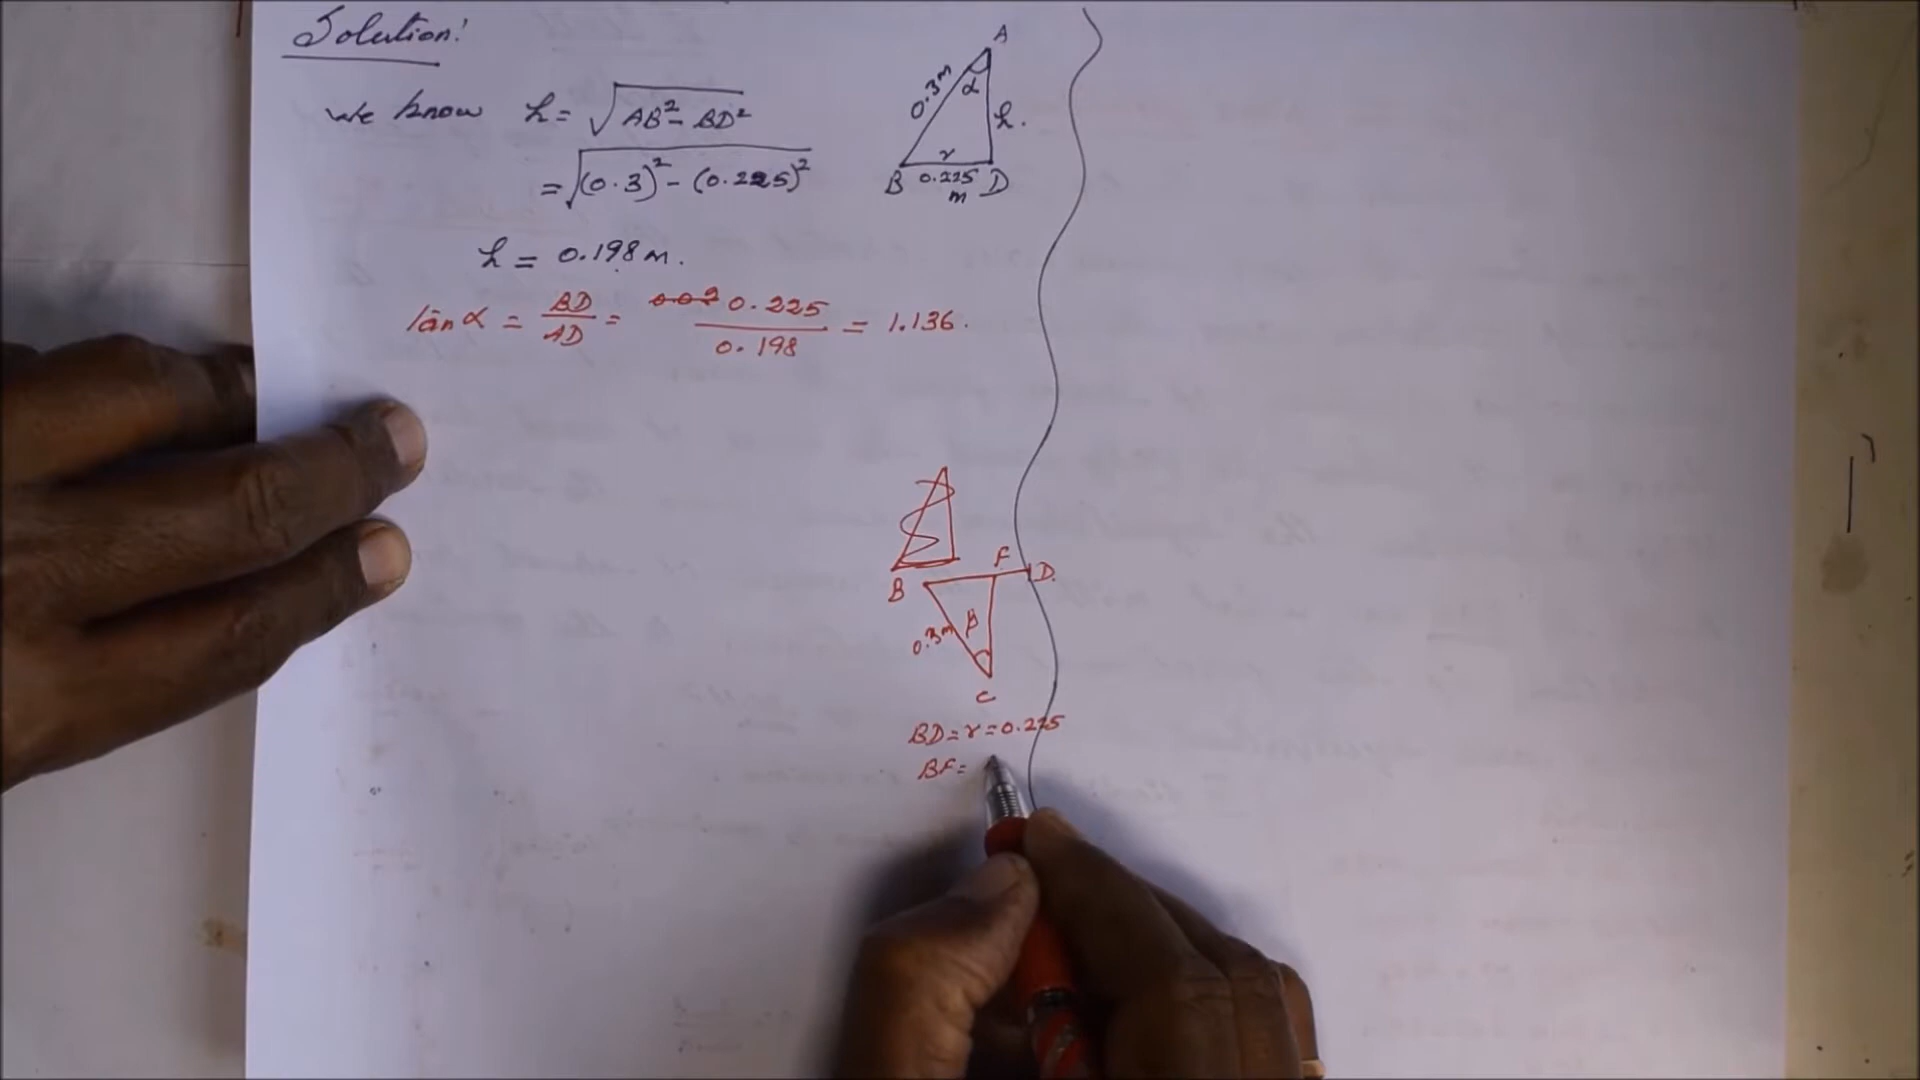 Solution!
We know h = √AB² - BD²
= √(0.3)² - (0.225)²
h = 0.198 m.
tan α = BD/AD = 0.225/0.198 = 1.136.
A
0.3m
α
h.
r
B 0.225 D
m
F
B D.
β
0.3m
C
BD = r = 0.225
BF =